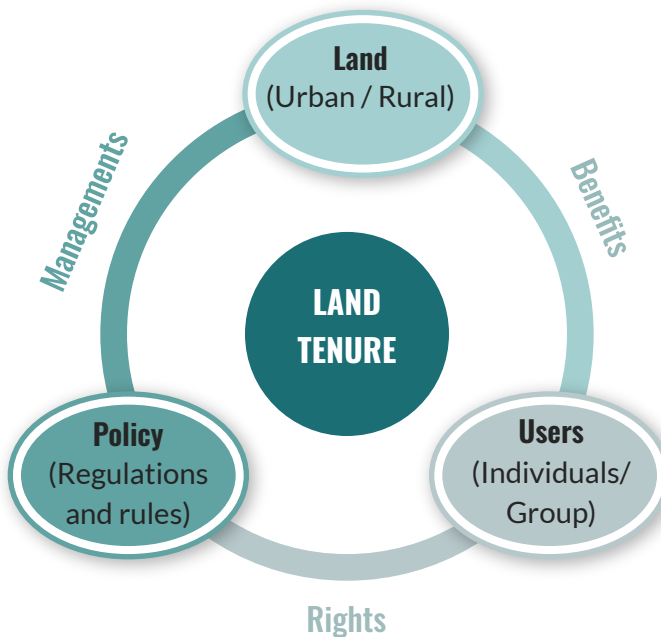 Land
(Urban / Rural)
Managements
Benefits
LAND
TENURE
Policy
(Regulations
and rules)
Users
(Individuals/
Group)
Rights